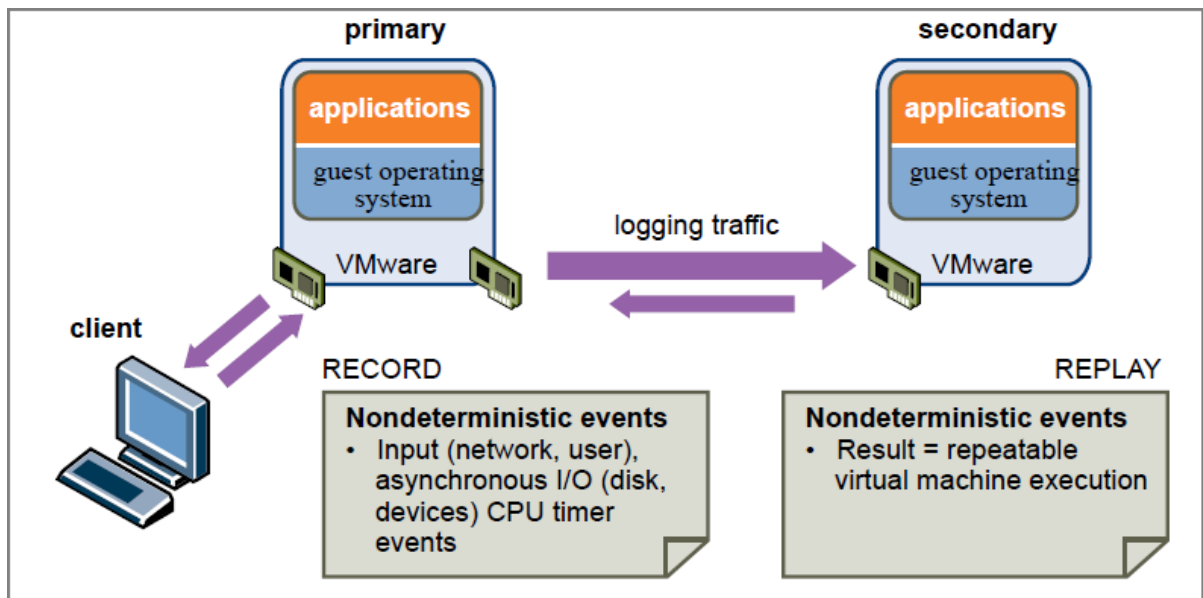 primary
secondary
applications
guest operating
system
VMware
applications
guest operating
system
VMware
logging traffic
client
RECORD
Nondeterministic events
• Input (network, user),
asynchronous I/O (disk,
devices) CPU timer
events
REPLAY
Nondeterministic events
• Result = repeatable
virtual machine execution